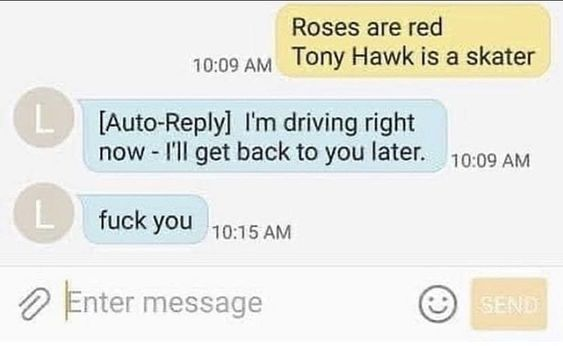 Roses are red
Tony Hawk is a skater
10:09 AM
L
[Auto-Reply]  I'm driving right
now - I'll get back to you later.
10:09 AM
L
fuck you
10:15 AM
Enter message
SEND